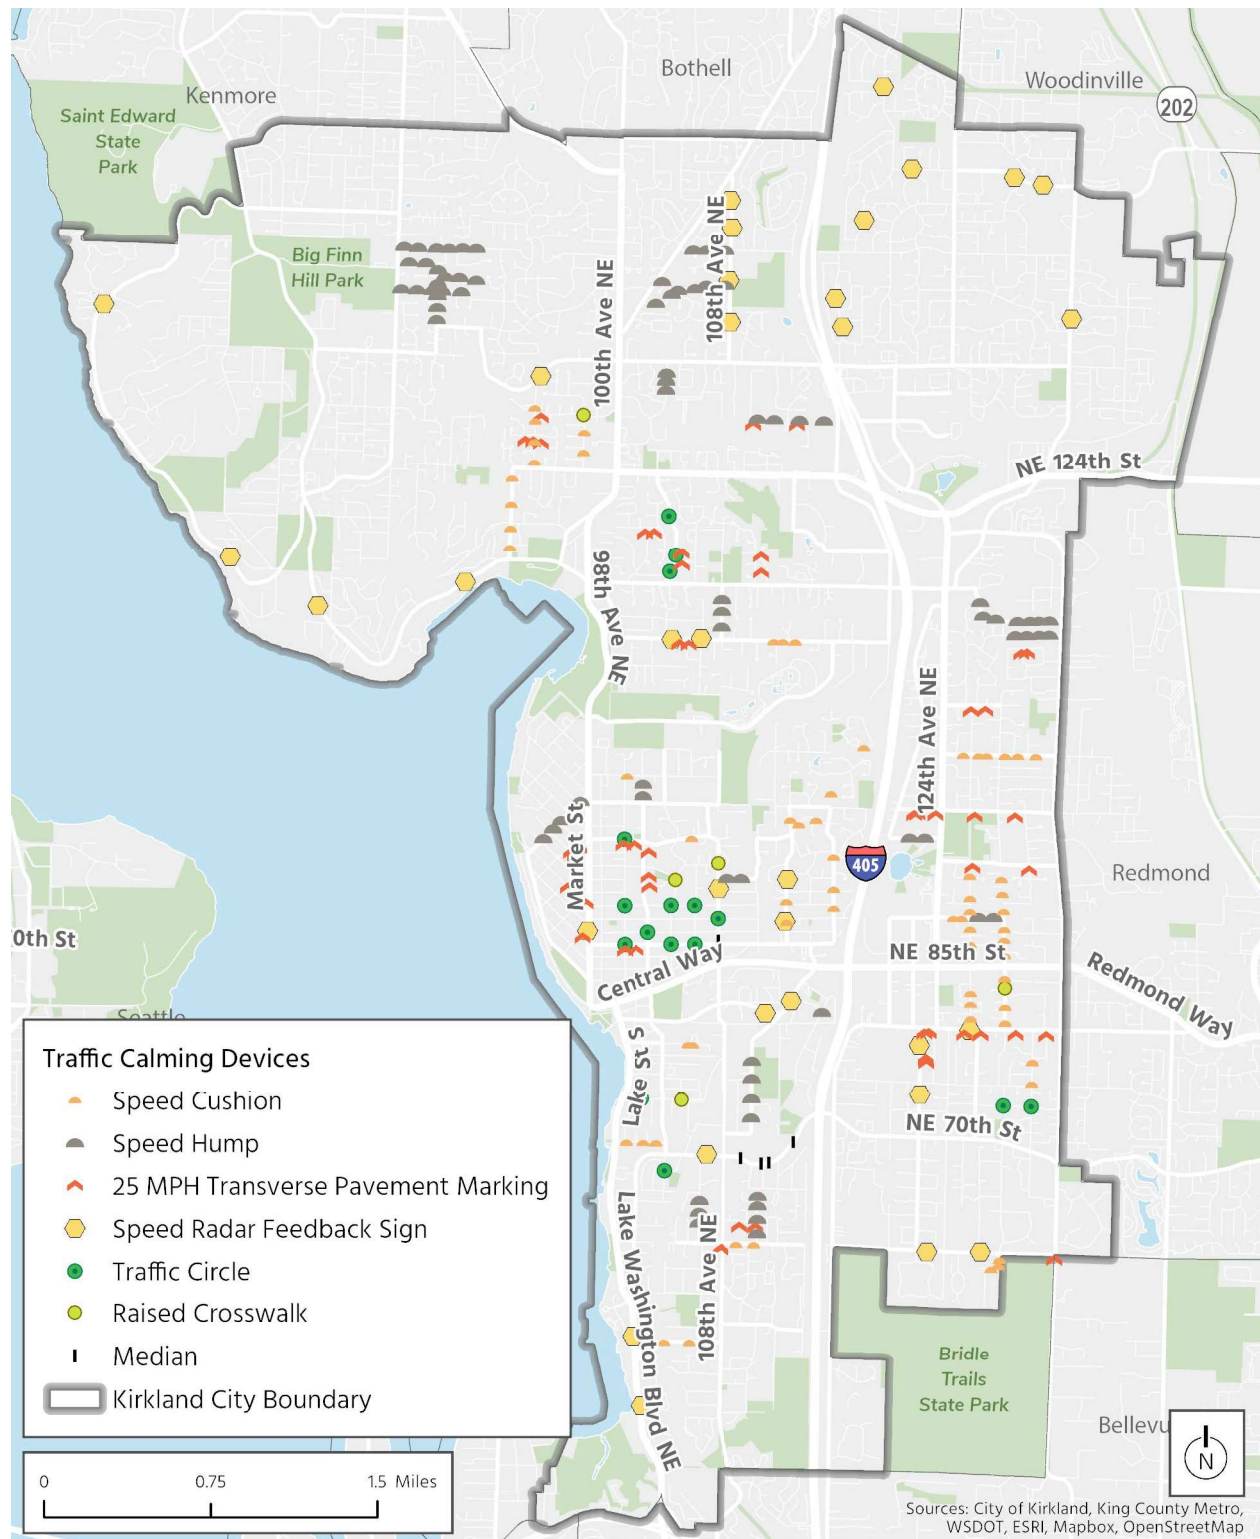 Bothell
Woodinville
Kenmore
202
Saint Edward
State
Park
Big Finn
Hill Park
108th Ave NE
100th Ave NE
NE 124th St
98th Ave NE
124th Ave NE
Market St
405
Redmond
0th St
NE 85th St
Central Way
Redmond Way
Seattle
S
Lake St S
NE 70th St
Lake Washington Blvd NE
108th Ave NE
Bridle
Trails
State Park
Bellevu
Traffic Calming Devices
Speed Cushion
Speed Hump
25 MPH Transverse Pavement Marking
Speed Radar Feedback Sign
Traffic Circle
Raised Crosswalk
Median
Kirkland City Boundary
0 0.75 1.5 Miles
N
Sources: City of Kirkland, King County Metro,
WSDOT, ESRI, Mapbox, OpenStreetMap